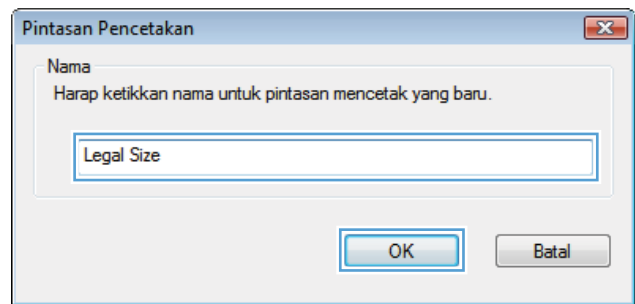 Pintasan Pencetakan
Nama
Harap ketikkan nama untuk pintasan mencetak yang baru.
Legal Size
OK Batal